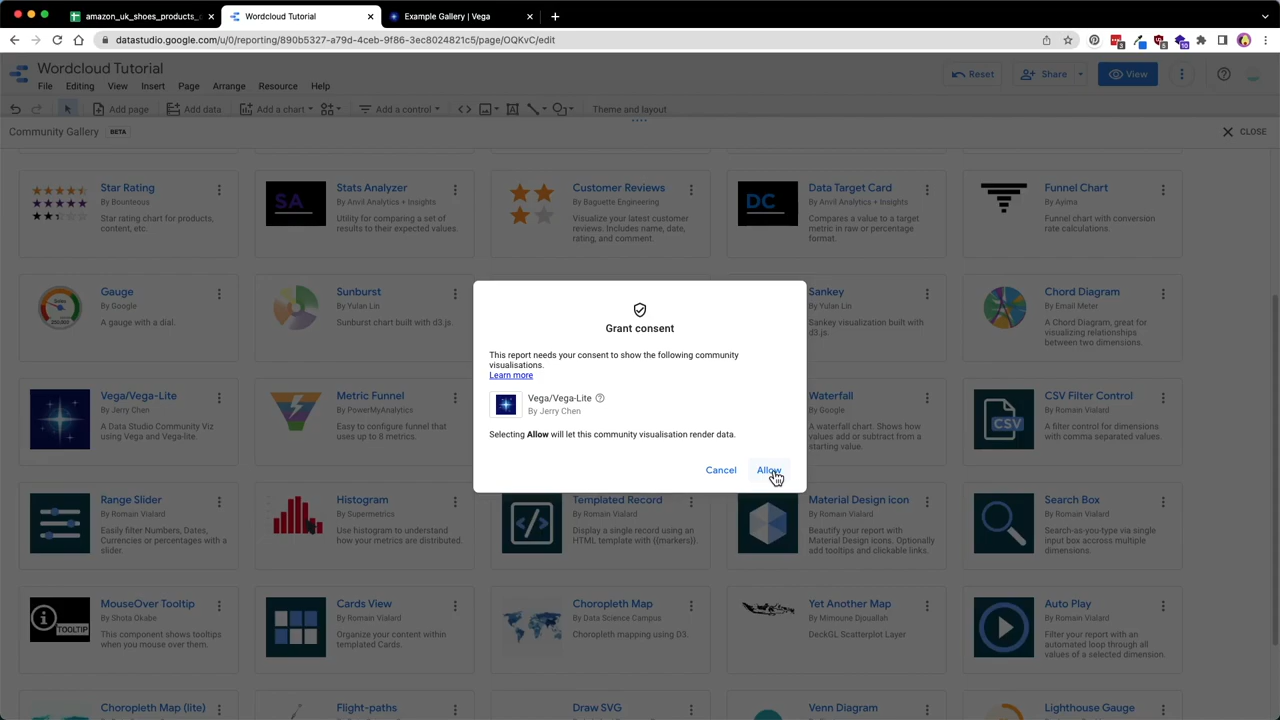 amazon_uk_shoes_products_
Wordcloud Tutorial
Example Gallery | Vega
datastudio.google.com/u/0/reporting/890b5327-a79d-4ceb-9f86-3ec8024821c5/page/OQKvC/edit
Wordcloud Tutorial
Reset
Share
View
File Editing View Insert Page Arrange Resource Help
Add page
Add data
Add a chart
Add a control
Theme and layout
Community Gallery
BETA
CLOSE
Star Rating
By Bounteous
Star rating chart for products,
etc.
Stats Analyzer
By Anvil Analytics + Insights
Utility for comparing a set of
results to their expected values.
Customer Reviews
By Baguette Engineering
Visualize your latest customer
reviews. Includes name, date,
rating, and comment.
DC
Data Target Card
By Anvil Analytics + Insights
Compares a value to a target
metric in raw or percentage
format.
Funnel Chart
By Ayima
Funnel chart with conversion
rate calculations.
SA
Gauge
By Google
A gauge with a dial.
Sunburst
By Yulan Lin
Sunburst chart built with d3.js.
Sankey
By Yulan Lin
Sankey visualization built with
d3.js.
Chord Diagram
By Email Meter
A Chord Diagram, great for
visualizing relationships
between two dimensions.
Grant consent
This report needs your consent to show the following community
visualisations.
Learn more
Vega/Vega-Lite
By Jerry Chen
Selecting Allow will let this community visualisation render data.
Cancel
Allow
Vega/Vega-Lite
By Jerry Chen
A Data Studio Community Viz
using Vega and Vega-lite.
Metric Funnel
By PowerMyAnalytics
Easy to configure funnel that
uses up to 8 metrics.
Waterfall
By Google
A waterfall chart. Shows how
values add or subtract from a
starting value.
CSV
CSV Filter Control
By Romain Vialard
A filter control for dimensions
with comma separated values.
Range Slider
By Romain Vialard
Easily filter Numbers, Dates,
Currencies or percentages with a
slider.
Histogram
By Supermetrics
Use histogram to understand
how your metrics are distributed.
Templated Record
By Romain Vialard
Display a single record using an
HTML template with {{markers}}.
Material Design icon
By Romain Vialard
Beautify your report with
Material Design icons. Optionally
add tooltips and clickable links.
Search Box
By Romain Vialard
Search-as-you-type via single
input box accross multiple
dimensions.
TOOLTIP
MouseOver Tooltip
By Shota Okabe
This component shows tooltips
when you mouse over them.
Cards View
By Romain Vialard
Organize your content within
templated Cards.
Choropleth Map
By Data Science Campus
Choropleth mapping using D3.
Yet Another Map
By Mimoune Djouallah
DeckGL Scatterplot Layer
Auto Play
By Romain Vialard
Filter your report with an
automated loop through all
values of a selected dimension.
Choropleth Map (lite)
Flight-paths
Draw SVG
Venn Diagram
Lighthouse Gauge